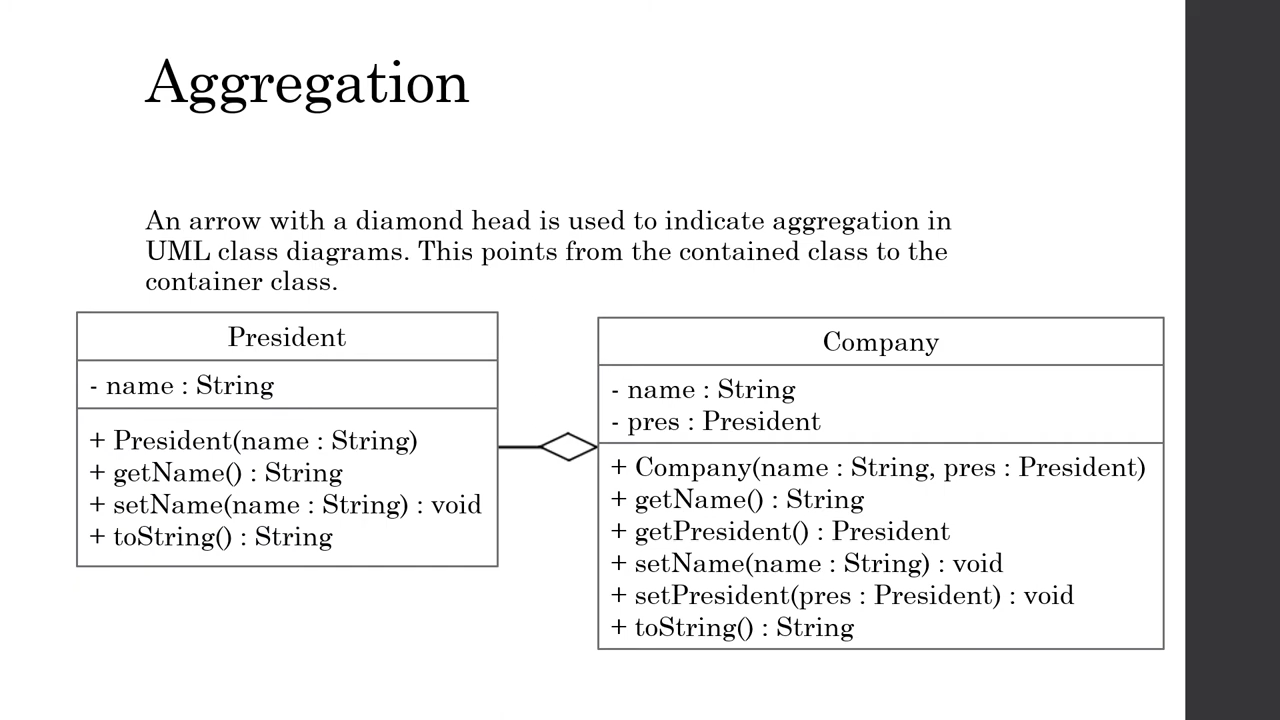 Aggregation
An arrow with a diamond head is used to indicate aggregation in
UML class diagrams. This points from the contained class to the
container class.
President
- name : String
+ President(name : String)
+ getName() : String
+ setName(name : String) : void
+ toString() : String
Company
- name : String
- pres : President
+ Company(name : String, pres : President)
+ getName() : String
+ getPresident() : President
+ setName(name : String) : void
+ setPresident(pres : President) : void
+ toString() : String